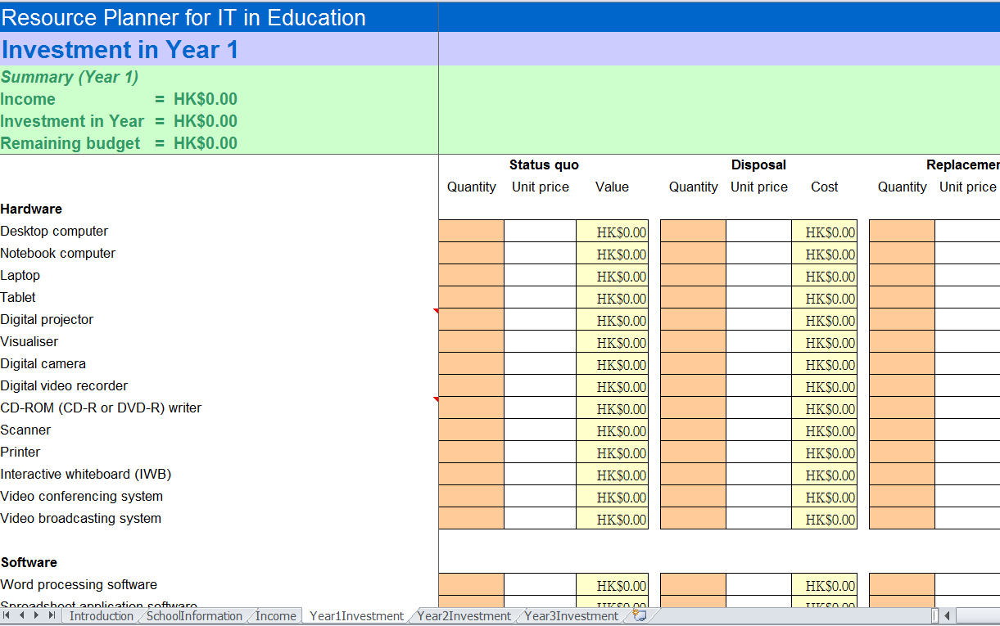 Resource Planner for IT in Education
Investment in Year 1
Summary (Year 1)
Income = HK$0.00
Investment in Year = HK$0.00
Remaining budget = HK$0.00
Status quo Disposal Replacemen
Quantity Unit price Value Quantity Unit price Cost Quantity Unit price
Hardware
Desktop computer HK$0.00 HK$0.00
Notebook computer HK$0.00 HK$0.00
Laptop HK$0.00 HK$0.00
Tablet HK$0.00 HK$0.00
Digital projector HK$0.00 HK$0.00
Visualiser HK$0.00 HK$0.00
Digital camera HK$0.00 HK$0.00
Digital video recorder HK$0.00 HK$0.00
CD-ROM (CD-R or DVD-R) writer HK$0.00 HK$0.00
Scanner HK$0.00 HK$0.00
Printer HK$0.00 HK$0.00
Interactive whiteboard (IWB) HK$0.00 HK$0.00
Video conferencing system HK$0.00 HK$0.00
Video broadcasting system HK$0.00 HK$0.00
Software
Word processing software HK$0.00 HK$0.00
Spreadsheet application software HK$0.00 HK$0.00
Introduction SchoolInformation Income Year1Investment Year2Investment Year3Investment